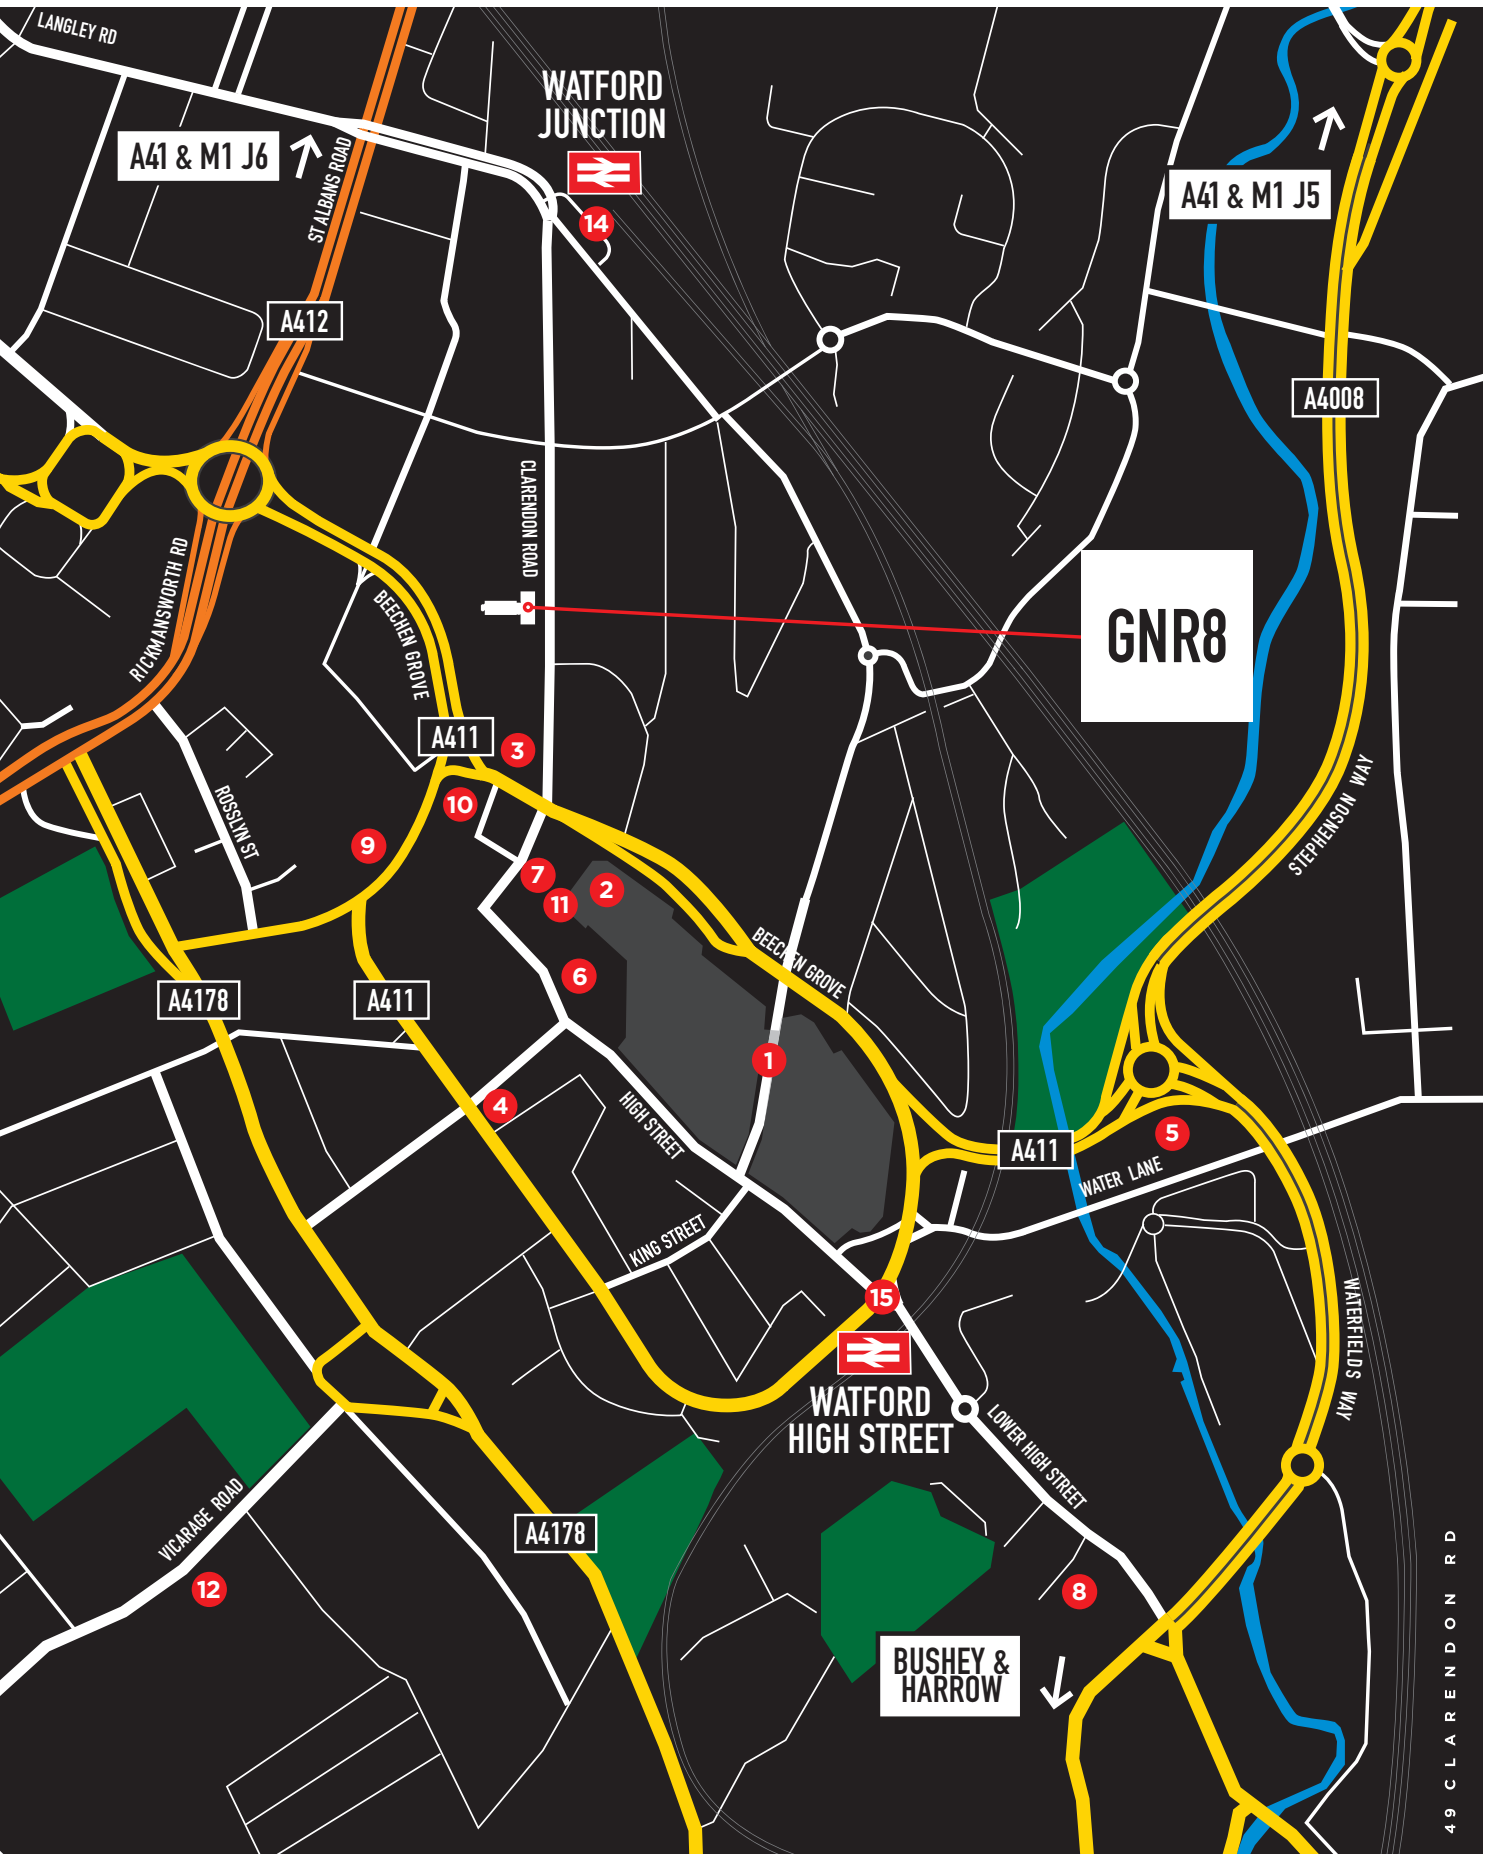 LANGLEY RD
WATFORD
JUNCTION
A41 & M1 J6
ST ALBANS ROAD
14
A41 & M1 J5
A412
A4008
CLARENDON ROAD
RICKMANSWORTH RD
BEECHEN GROVE
GNR8
A411
3
10
ROSSLYN ST
9
STEPHENSON WAY
7
2
11
BEECHEN GROVE
6
A4178
A411
1
4
HIGH STREET
5
A411
WATER LANE
KING STREET
15
WATERFIELDS WAY
WATFORD
HIGH STREET
LOWER HIGH STREET
VICARAGE ROAD
A4178
12
8
BUSHEY &
HARROW
49 CLARENDON RD